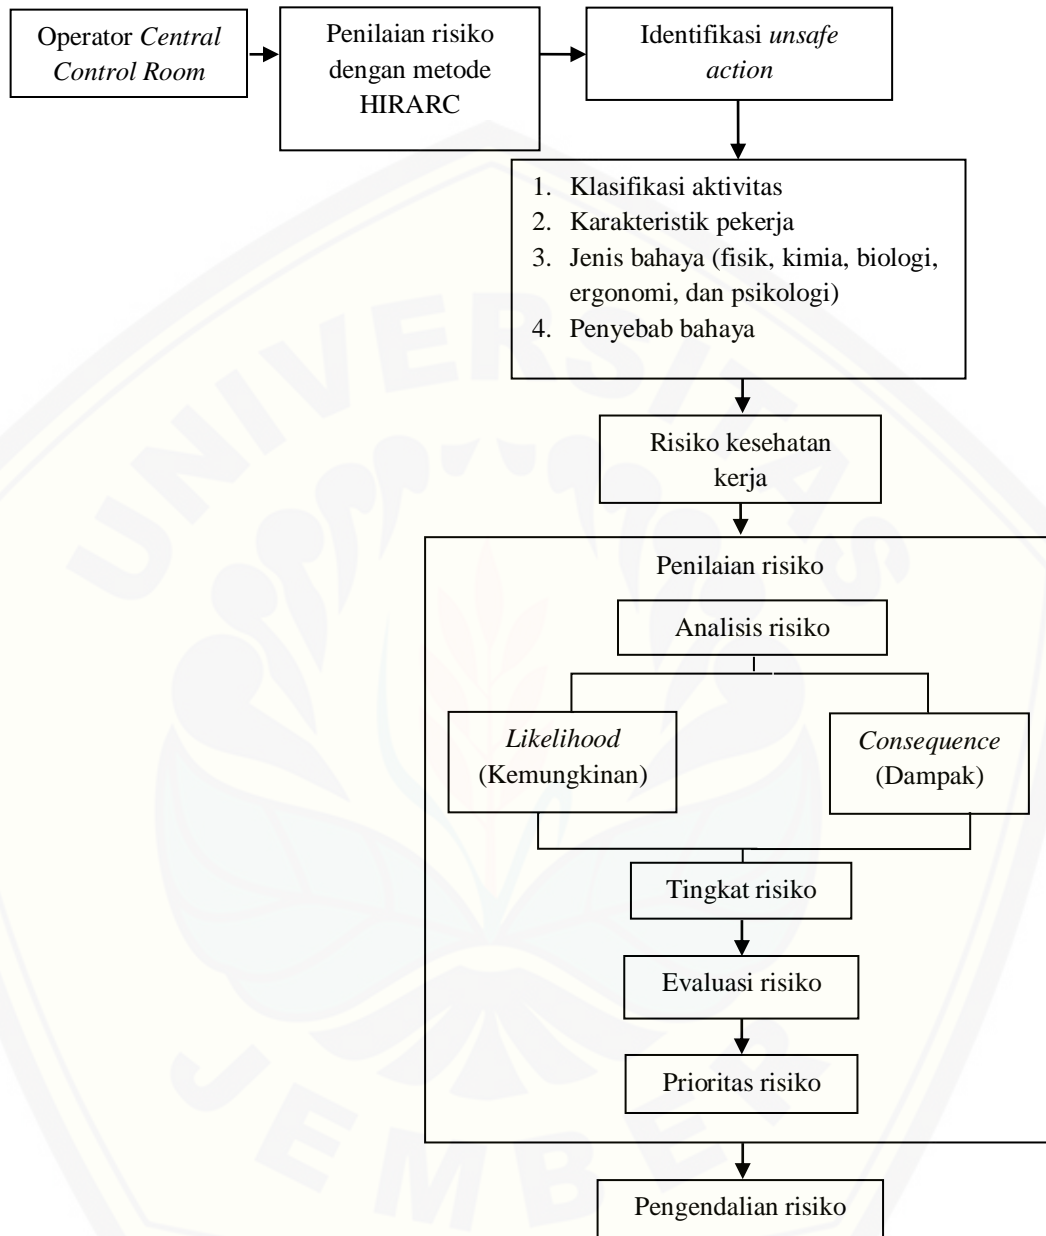 Operator Central
Control Room
Penilaian risiko
dengan metode
HIRARC
Identifikasi unsafe
action
1. Klasifikasi aktivitas
2. Karakteristik pekerja
3. Jenis bahaya (fisik, kimia, biologi,
ergonomi, dan psikologi)
4. Penyebab bahaya
Risiko kesehatan
kerja
Penilaian risiko
Analisis risiko
Likelihood
(Kemungkinan)
Consequence
(Dampak)
Tingkat risiko
Evaluasi risiko
Prioritas risiko
Pengendalian risiko
UNIVERSITAS
JEMBER